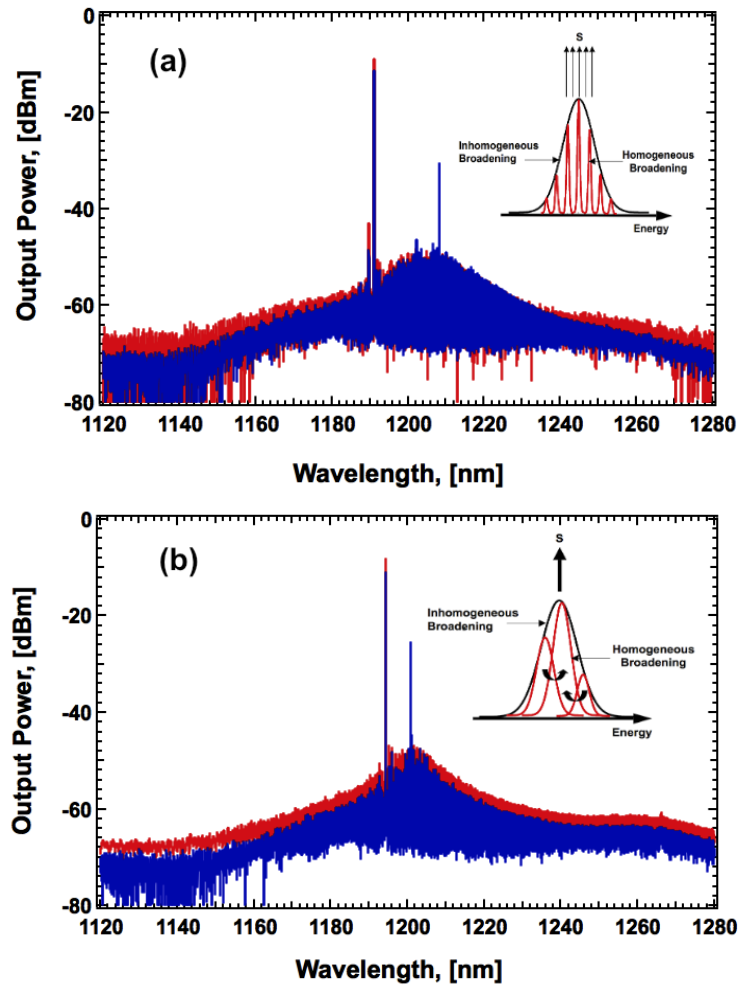 0
(a)
S
-20
Inhomogeneous
Broadening
Homogeneous
Broadening
Energy
-40
-60
-80
Output Power, [dBm]
1120 1140 1160 1180 1200 1220 1240 1260 1280
Wavelength, [nm]
0
(b)
S
-20
Inhomogeneous
Broadening
Homogeneous
Broadening
Energy
-40
-60
-80
Output Power, [dBm]
1120 1140 1160 1180 1200 1220 1240 1260 1280
Wavelength, [nm]